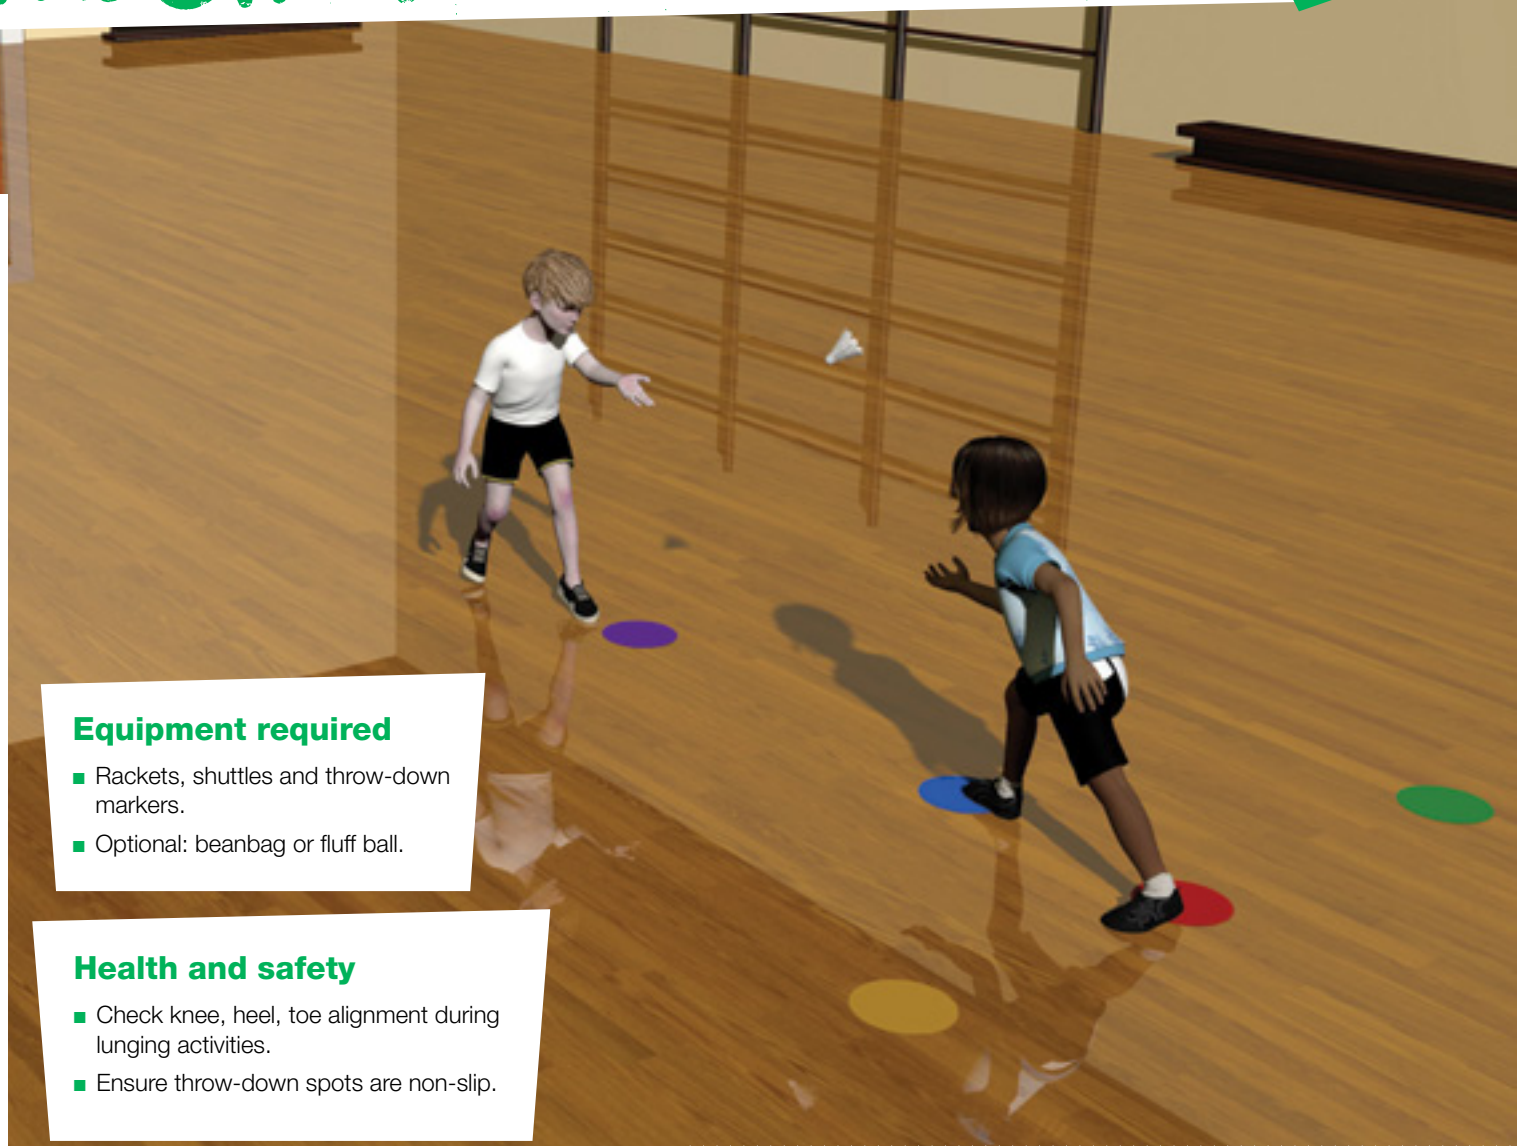 Equipment required
■ Rackets, shuttles and throw-down
markers.
■ Optional: beanbag or fluff ball.
Health and safety
■ Check knee, heel, toe alignment during
lunging activities.
■ Ensure throw-down spots are non-slip.